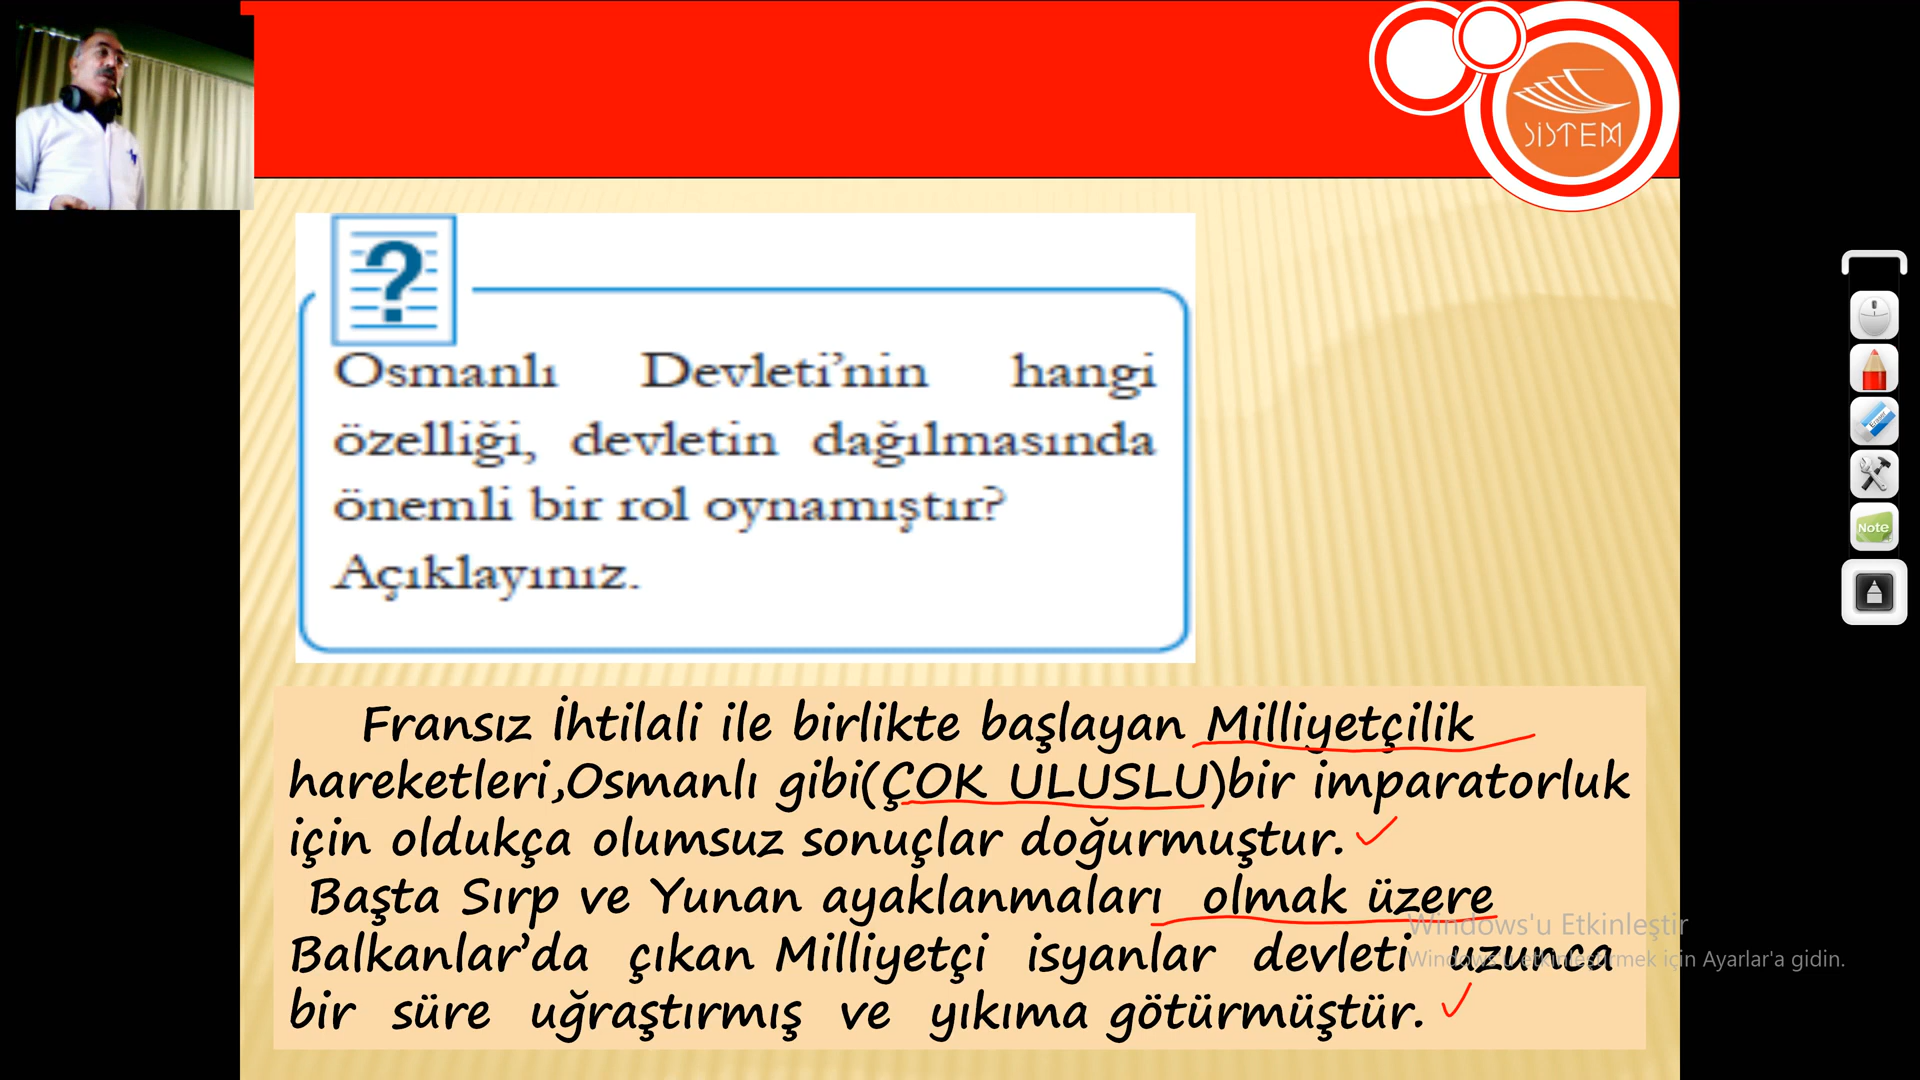 SİSTEM
?
Osmanlı Devleti'nin hangi
özelliği, devletin dağılmasında
önemli bir rol oynamıştır?
Açıklayınız.
Note
Fransız İhtilali ile birlikte başlayan Milliyetçilik
hareketleri,Osmanlı gibi(ÇOK ULUSLU)bir imparatorluk
için oldukça olumsuz sonuçlar doğurmuştur.
Başta Sırp ve Yunan ayaklanmaları olmak üzere
Balkanlar'da çıkan Milliyetçi isyanlar devleti uzunca
bir süre uğraştırmış ve yıkıma götürmüştür.
Windows'u Etkinleştir
Windows'u etkinleştirmek için Ayarlar'a gidin.